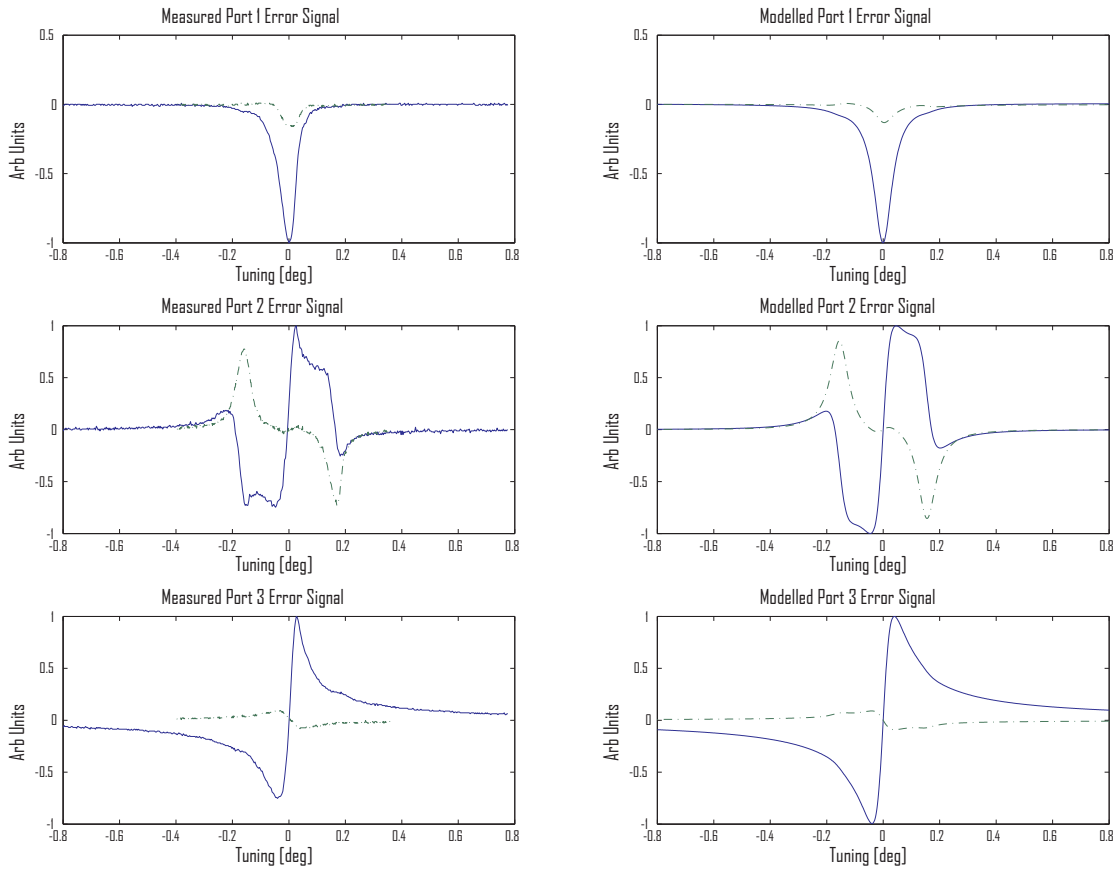 Measured Port 1 Error Signal
0.5
0
-0.5
-1
Arb Units
-0.8 -0.6 -0.4 -0.2 0 0.2 0.4 0.6 0.8
Tuning [deg]
Modelled Port 1 Error Signal
0.5
0
-0.5
-1
Arb Units
-0.8 -0.6 -0.4 -0.2 0 0.2 0.4 0.6 0.8
Tuning [deg]
Measured Port 2 Error Signal
1
0.5
0
-0.5
-1
Arb Units
-0.8 -0.6 -0.4 -0.2 0 0.2 0.4 0.6 0.8
Tuning [deg]
Modelled Port 2 Error Signal
1
0.5
0
-0.5
-1
Arb Units
-0.8 -0.6 -0.4 -0.2 0 0.2 0.4 0.6 0.8
Tuning [deg]
Measured Port 3 Error Signal
1
0.5
0
-0.5
-1
Arb Units
-0.8 -0.6 -0.4 -0.2 0 0.2 0.4 0.6 0.8
Tuning [deg]
Modelled Port 3 Error Signal
1
0.5
0
-0.5
-1
Arb Units
-0.8 -0.6 -0.4 -0.2 0 0.2 0.4 0.6 0.8
Tuning [deg]